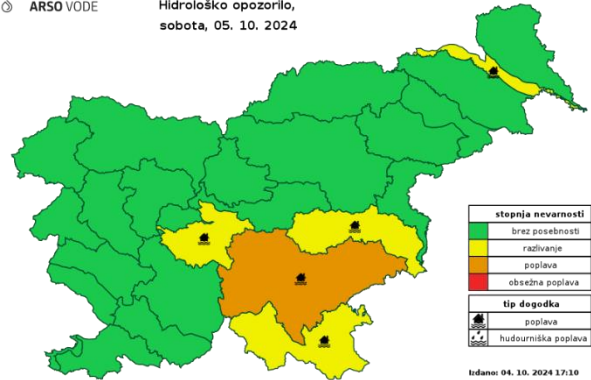 ARSO VODE
Hidrološko opozorilo,
sobota, 05. 10. 2024
stopnja nevarnosti
brez posebnosti
razlivanje
poplava
obsežna poplava
tip dogodka
poplava
hudourniška poplava
Izdano: 04. 10. 2024 17:10